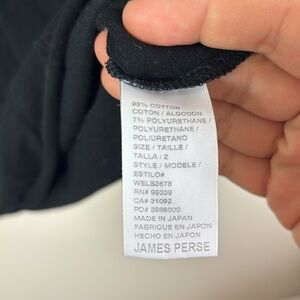 93% COTTON
COTON / ALGODON
7% POLYURETHANE /
POLYURETHANE /
POLIURETANO
SIZE / TAILLE /
TALLA : 2
STYLE / MODELE /
ESTILO#
WBLS3678
RN# 95339
CA# 31092
PO# 3986000
MADE IN JAPAN
FABRIQUE EN JAPON
HECHO EN JAPON
JAMES PERSE